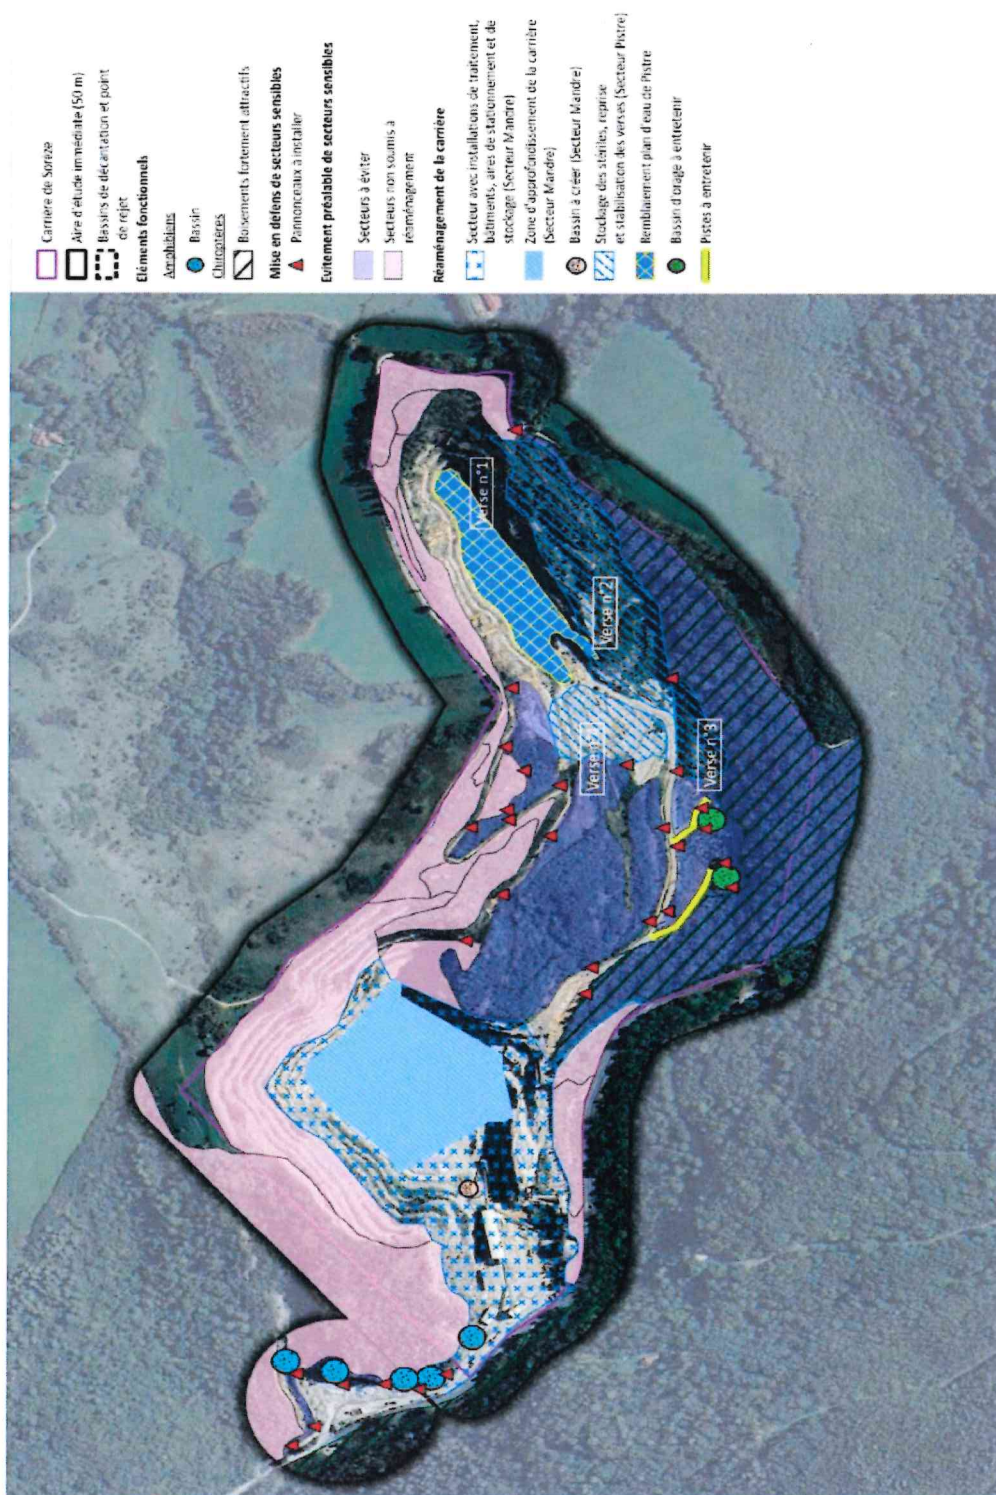 Carrière de Sorèze
Aire d'étude immédiate (50 m)
Bassins de décantation et point
de rejet
Eléments fonctionnels
Amphibiens
Bassin
Chiroptères
Boisements fortement attractifs
Mise en défens de secteurs sensibles
Pannonceaux à installer
Evitement préalable de secteurs sensibles
Secteurs à éviter
Secteurs non soumis à
réaménagement
Réaménagement de la carrière
Secteur avec installations de traitement,
bâtiments, aires de stationnement et de
stockage (Secteur Mandre)
Zone d'approfondissement de la carrière
(Secteur Mandre)
Bassin à créer (Secteur Mandre)
Stockage des stériles, reprise
et stabilisation des verses (Secteur Pistre)
Remblaiement plan d'eau de Pistre
Bassin d'orage à entretenir
Pistes à entretenir
Verse n°1
Verse n°2
Verse n°3